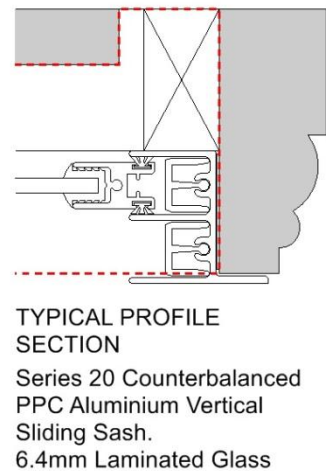 TYPICAL PROFILE
SECTION
Series 20 Counterbalanced
PPC Aluminium Vertical
Sliding Sash.
6.4mm Laminated Glass